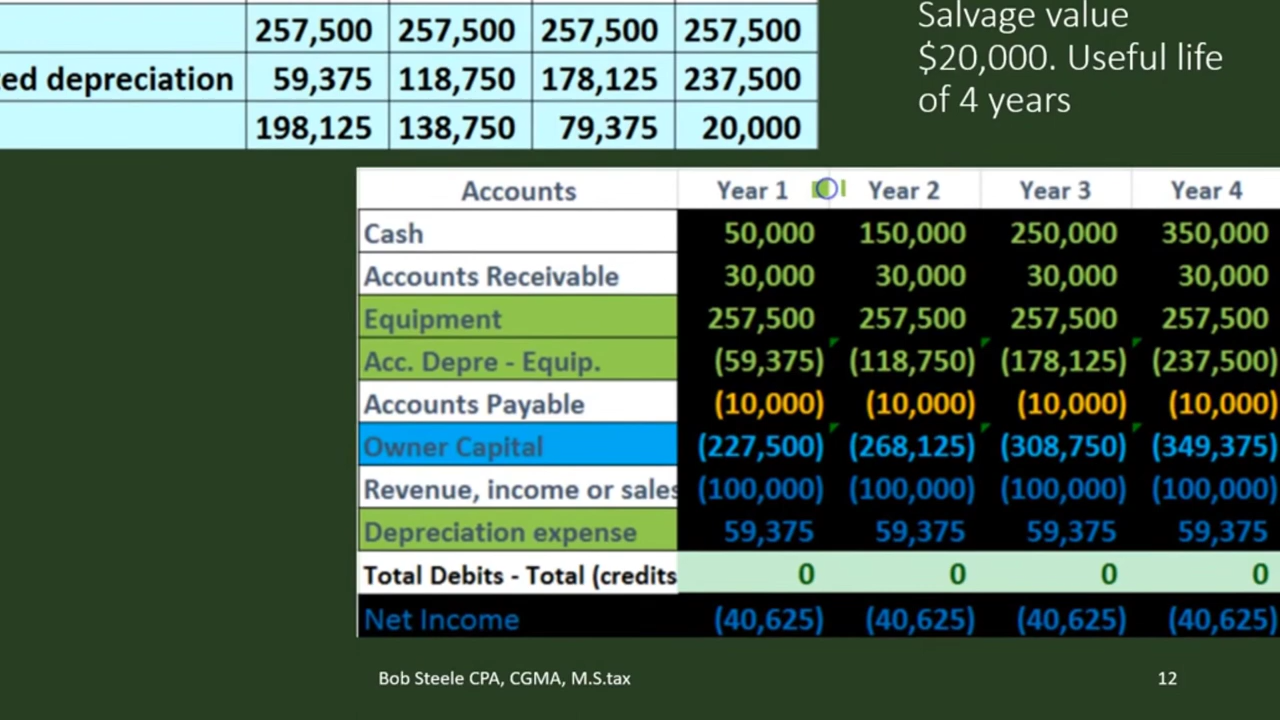 257,500 257,500 257,500 257,500
ted depreciation 59,375 118,750 178,125 237,500
198,125 138,750 79,375 20,000
Salvage value
$20,000. Useful life
of 4 years
Accounts Year 1 Year 2 Year 3 Year 4
Cash 50,000 150,000 250,000 350,000
Accounts Receivable 30,000 30,000 30,000 30,000
Equipment 257,500 257,500 257,500 257,500
Acc. Depre - Equip. (59,375) (118,750) (178,125) (237,500)
Accounts Payable (10,000) (10,000) (10,000) (10,000)
Owner Capital (227,500) (268,125) (308,750) (349,375)
Revenue, income or sales (100,000) (100,000) (100,000) (100,000)
Depreciation expense 59,375 59,375 59,375 59,375
Total Debits - Total (credits 0 0 0 0
Net Income (40,625) (40,625) (40,625) (40,625)
Bob Steele CPA, CGMA, M.S.tax 12